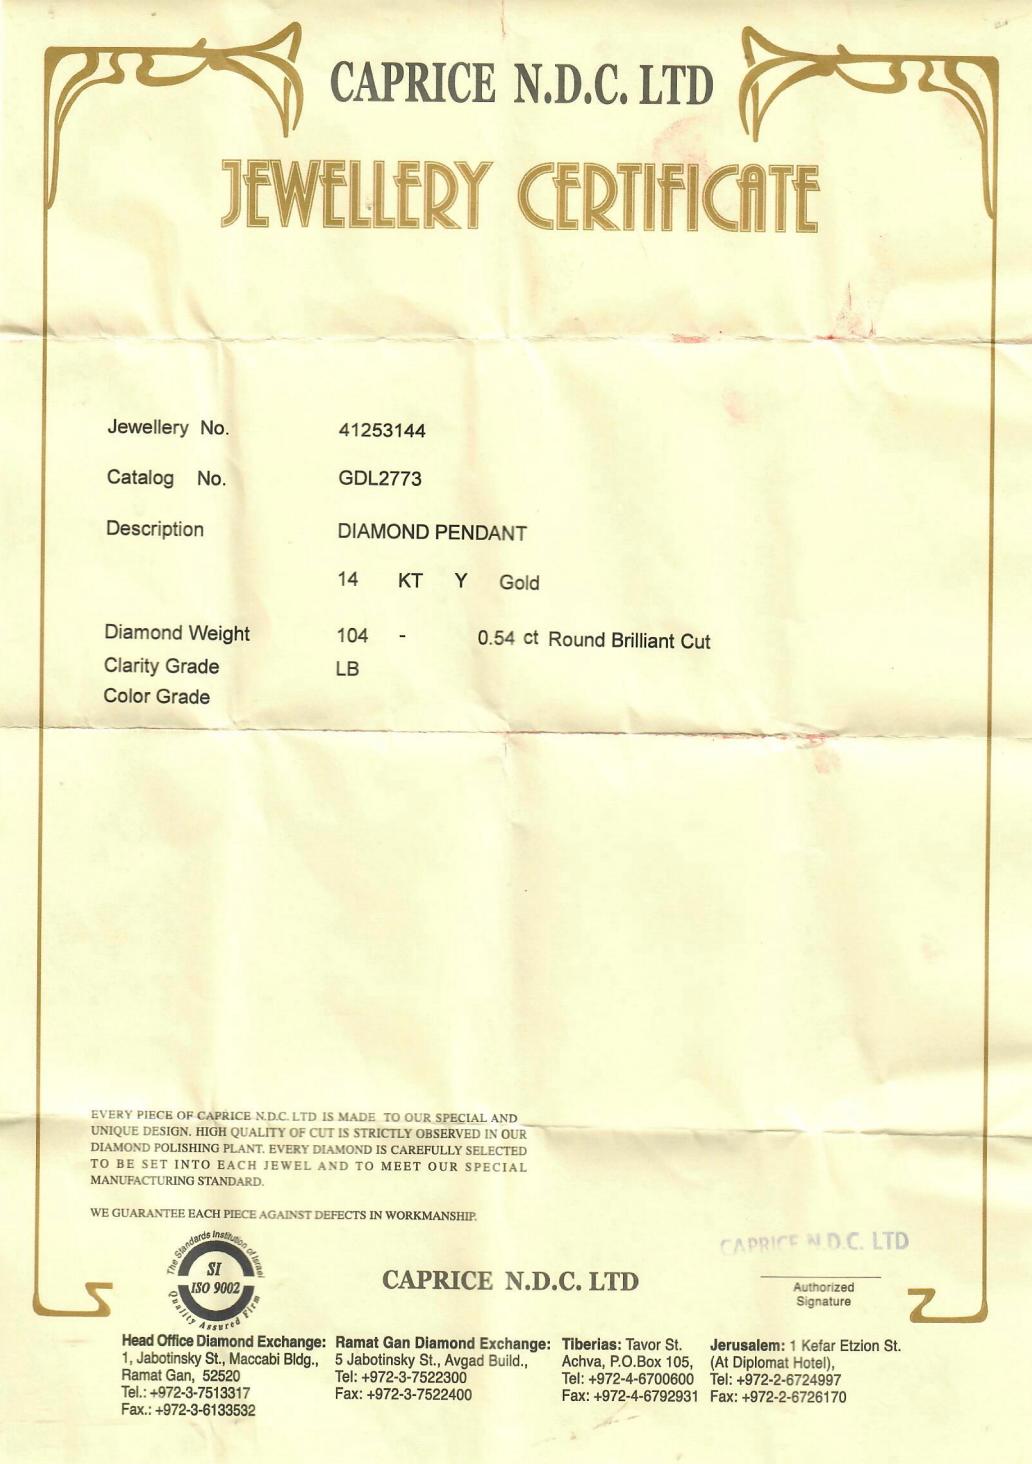 CAPRICE N.D.C. LTD
JEWELLERY CERTIFICATE
Jewellery No. 41253144
Catalog No. GDL2773
Description DIAMOND PENDANT
14 KT Y Gold
Diamond Weight 104 - 0.54 ct Round Brilliant Cut
Clarity Grade LB
Color Grade
EVERY PIECE OF CAPRICE N.D.C. LTD IS MADE TO OUR SPECIAL AND
UNIQUE DESIGN. HIGH QUALITY OF CUT IS STRICTLY OBSERVED IN OUR
DIAMOND POLISHING PLANT. EVERY DIAMOND IS CAREFULLY SELECTED
TO BE SET INTO EACH JEWEL AND TO MEET OUR SPECIAL
MANUFACTURING STANDARD.
WE GUARANTEE EACH PIECE AGAINST DEFECTS IN WORKMANSHIP.
The Standards Institution of Israel
SI
ISO 9002
Quality Assured Firm
CAPRICE N.D.C. LTD
CAPRICE N.D.C. LTD
Authorized
Signature
Head Office Diamond Exchange:
1, Jabotinsky St., Maccabi Bldg.,
Ramat Gan, 52520
Tel.: +972-3-7513317
Fax.: +972-3-6133532
Ramat Gan Diamond Exchange:
5 Jabotinsky St., Avgad Build.,
Tel: +972-3-7522300
Fax: +972-3-7522400
Tiberias: Tavor St.
Achva, P.O.Box 105,
Tel: +972-4-6700600
Fax: +972-4-6792931
Jerusalem: 1 Kefar Etzion St.
(At Diplomat Hotel),
Tel: +972-2-6724997
Fax: +972-2-6726170